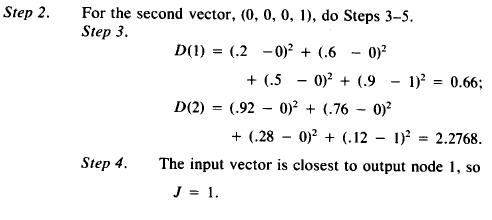 Step 2. For the second vector, (0, 0, 0, 1), do Steps 3–5.
Step 3.
D(1) = (.2 −0)² + (.6 − 0)²
+ (.5 − 0)² + (.9 − 1)² = 0.66;
D(2) = (.92 − 0)² + (.76 − 0)²
+ (.28 − 0)² + (.12 − 1)² = 2.2768;
Step 4. The input vector is closest to output node 1, so
J = 1.